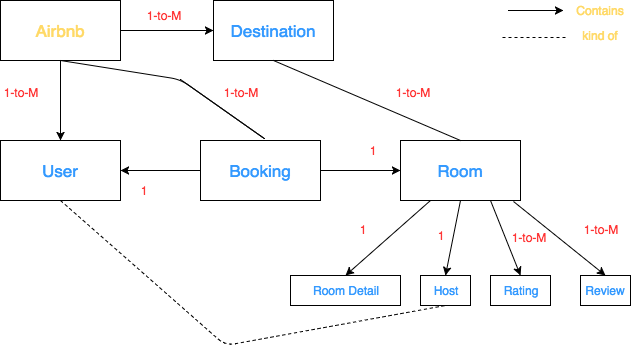 Airbnb
1-to-M
Destination
Contains
kind of
1-to-M
1-to-M
1-to-M
User
1
Booking
1
Room
1
1
1-to-M
1-to-M
Room Detail
Host
Rating
Review